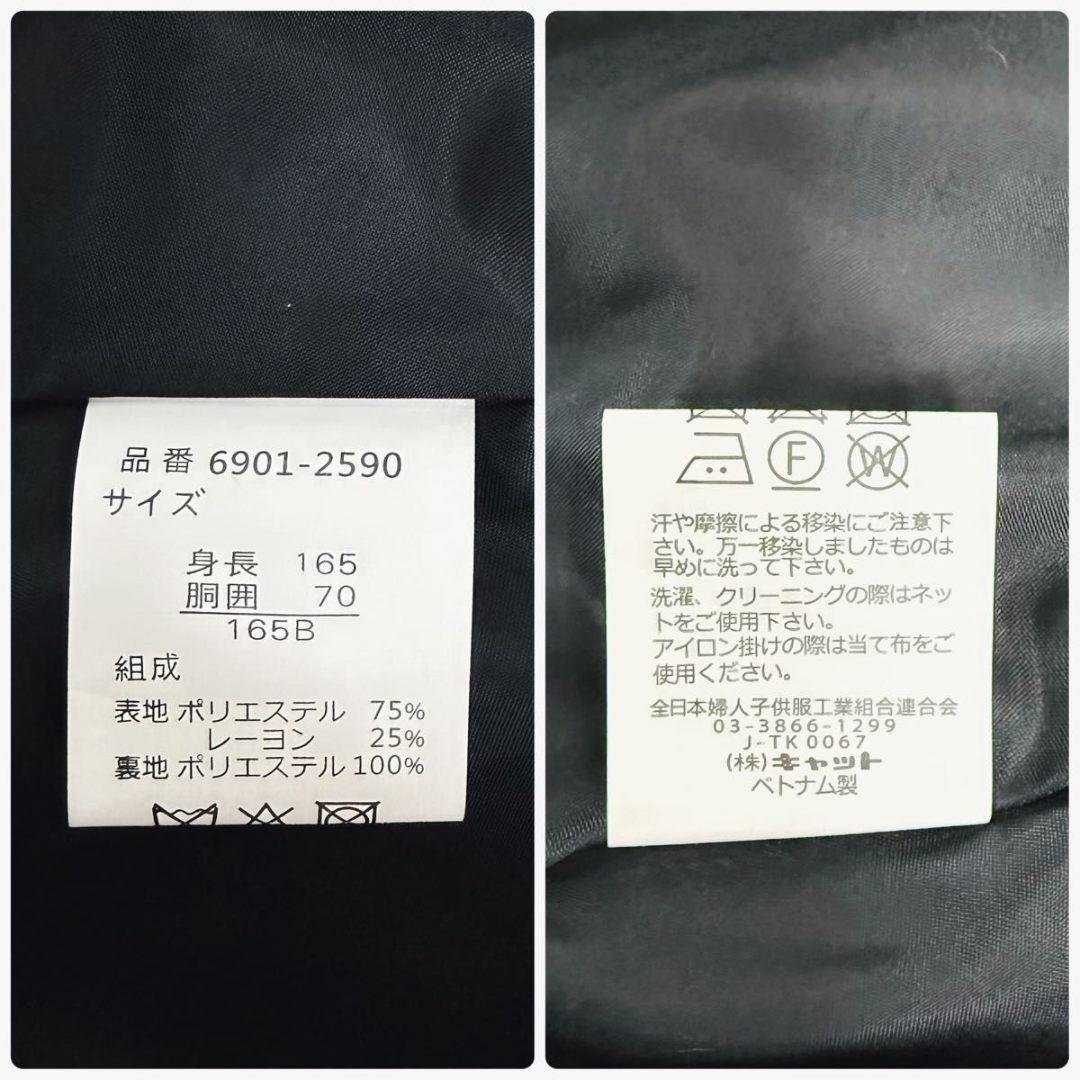 品番 6901-2590
サイズ
身長 165
胴囲 70
165B
組成
表地 ポリエステル 75%
レーヨン 25%
裏地 ポリエステル 100%
F
W
汗や摩擦による移染にご注意下
さい。万一移染しましたものは
早めに洗って下さい。
洗濯、クリーニングの際はネッ
トをご使用下さい。
アイロン掛けの際は当て布をご
使用ください。
全日本婦人子供服工業組合連合会
03-3866-1299
J-TK0067
(株)キャット
ベトナム製